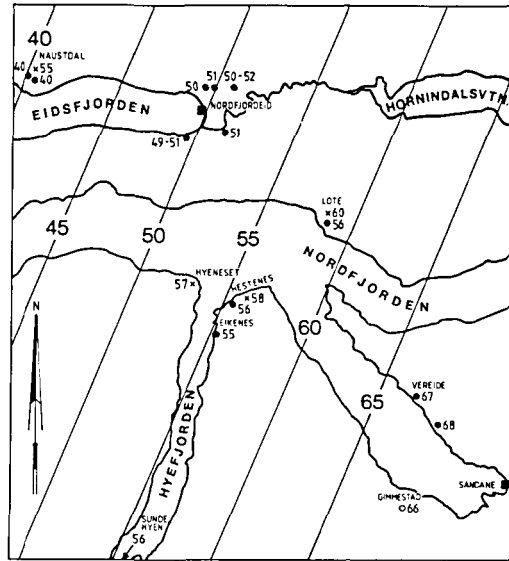 40
NAUSTDAL
55
40
40
50
51
50-52
EIDSFJORDEN
NORDFJORDEID
HORNINDALSVTN.
49-51
51
LOTE
60
56
45
50
55
NORDFJORDEN
HYENESET
57
HESTENES
58
56
EIKENES
55
60
N
VEREIDE
67
65
68
HYEFJORDEN
SANDANE
GIMMESTAD
66
SUNDE
HYEN
56